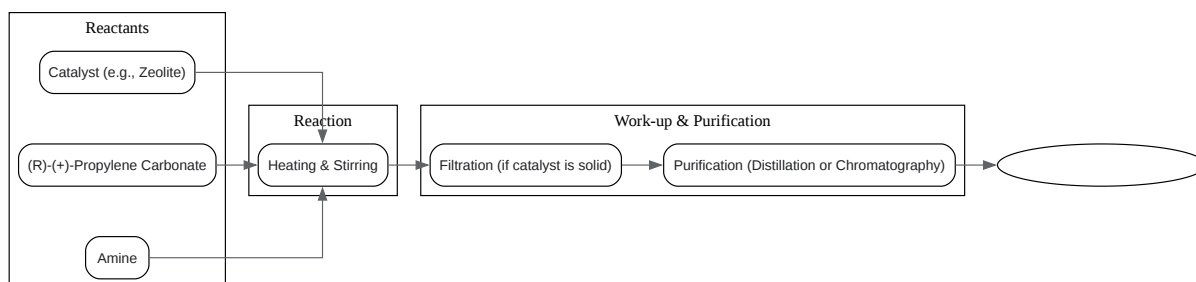 Reactants
Catalyst (e.g., Zeolite)
(R)-(+)-Propylene Carbonate
Amine
Reaction
Heating & Stirring
Work-up & Purification
Filtration (if catalyst is solid)
Purification (Distillation or Chromatography)